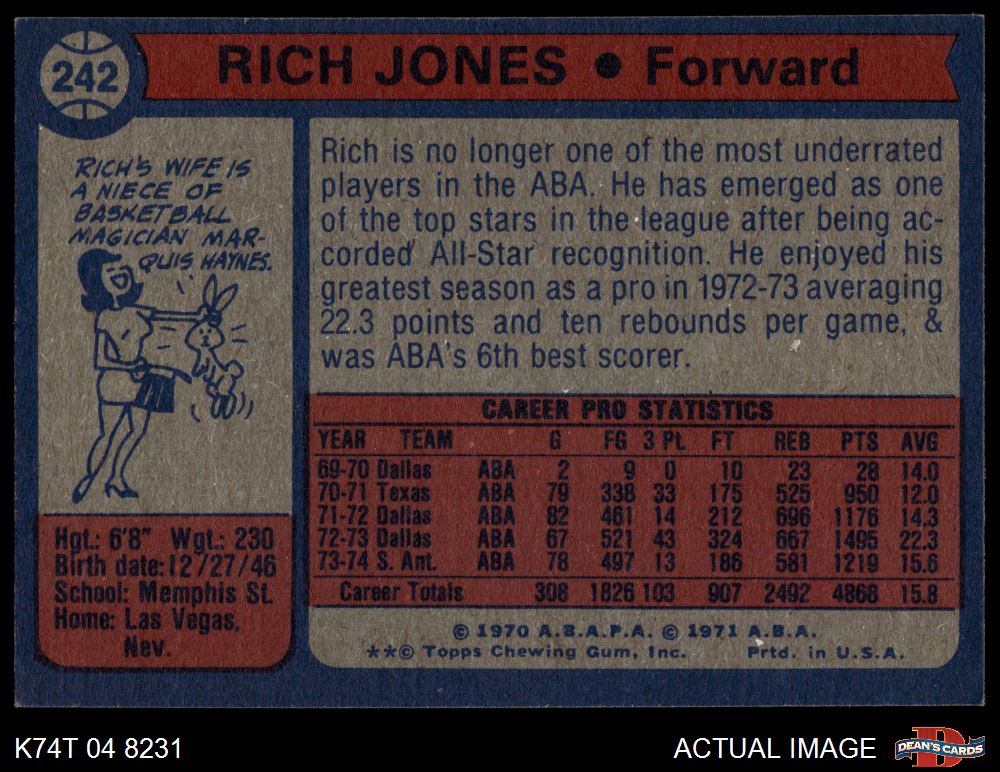 242
RICH JONES ● Forward
RICH'S WIFE IS
A NIECE OF
BASKETBALL
MAGICIAN MAR-
QUIS HAYNES.
Rich is no longer one of the most underrated
players in the ABA. He has emerged as one
of the top stars in the league after being ac-
corded All-Star recognition. He enjoyed his
greatest season as a pro in 1972-73 averaging
22.3 points and ten rebounds per game, &
was ABA's 6th best scorer.
Hgt.: 6'8" Wgt.: 230
Birth date: 12/27/46
School: Memphis St.
Home: Las Vegas,
Nev.
CAREER PRO STATISTICS
YEAR TEAM G FG 3 Pt. FT REB PTS AVG
69-70 Dallas ABA 2 9 0 10 23 28 14.0
70-71 Texas ABA 79 338 33 175 525 950 12.0
71-72 Dallas ABA 82 461 14 212 696 1176 14.3
72-73 Dallas ABA 67 521 43 324 667 1495 22.3
73-74 S. Ant. ABA 78 497 13 186 581 1219 15.6
Career Totals 308 1826 103 907 2492 4868 15.8
© 1970 A.B.A.P.A. © 1971 A.B.A.
**© Topps Chewing Gum, Inc. Prtd. in U.S.A.
K74T 04 8231
ACTUAL IMAGE
DEAN'S CARDS